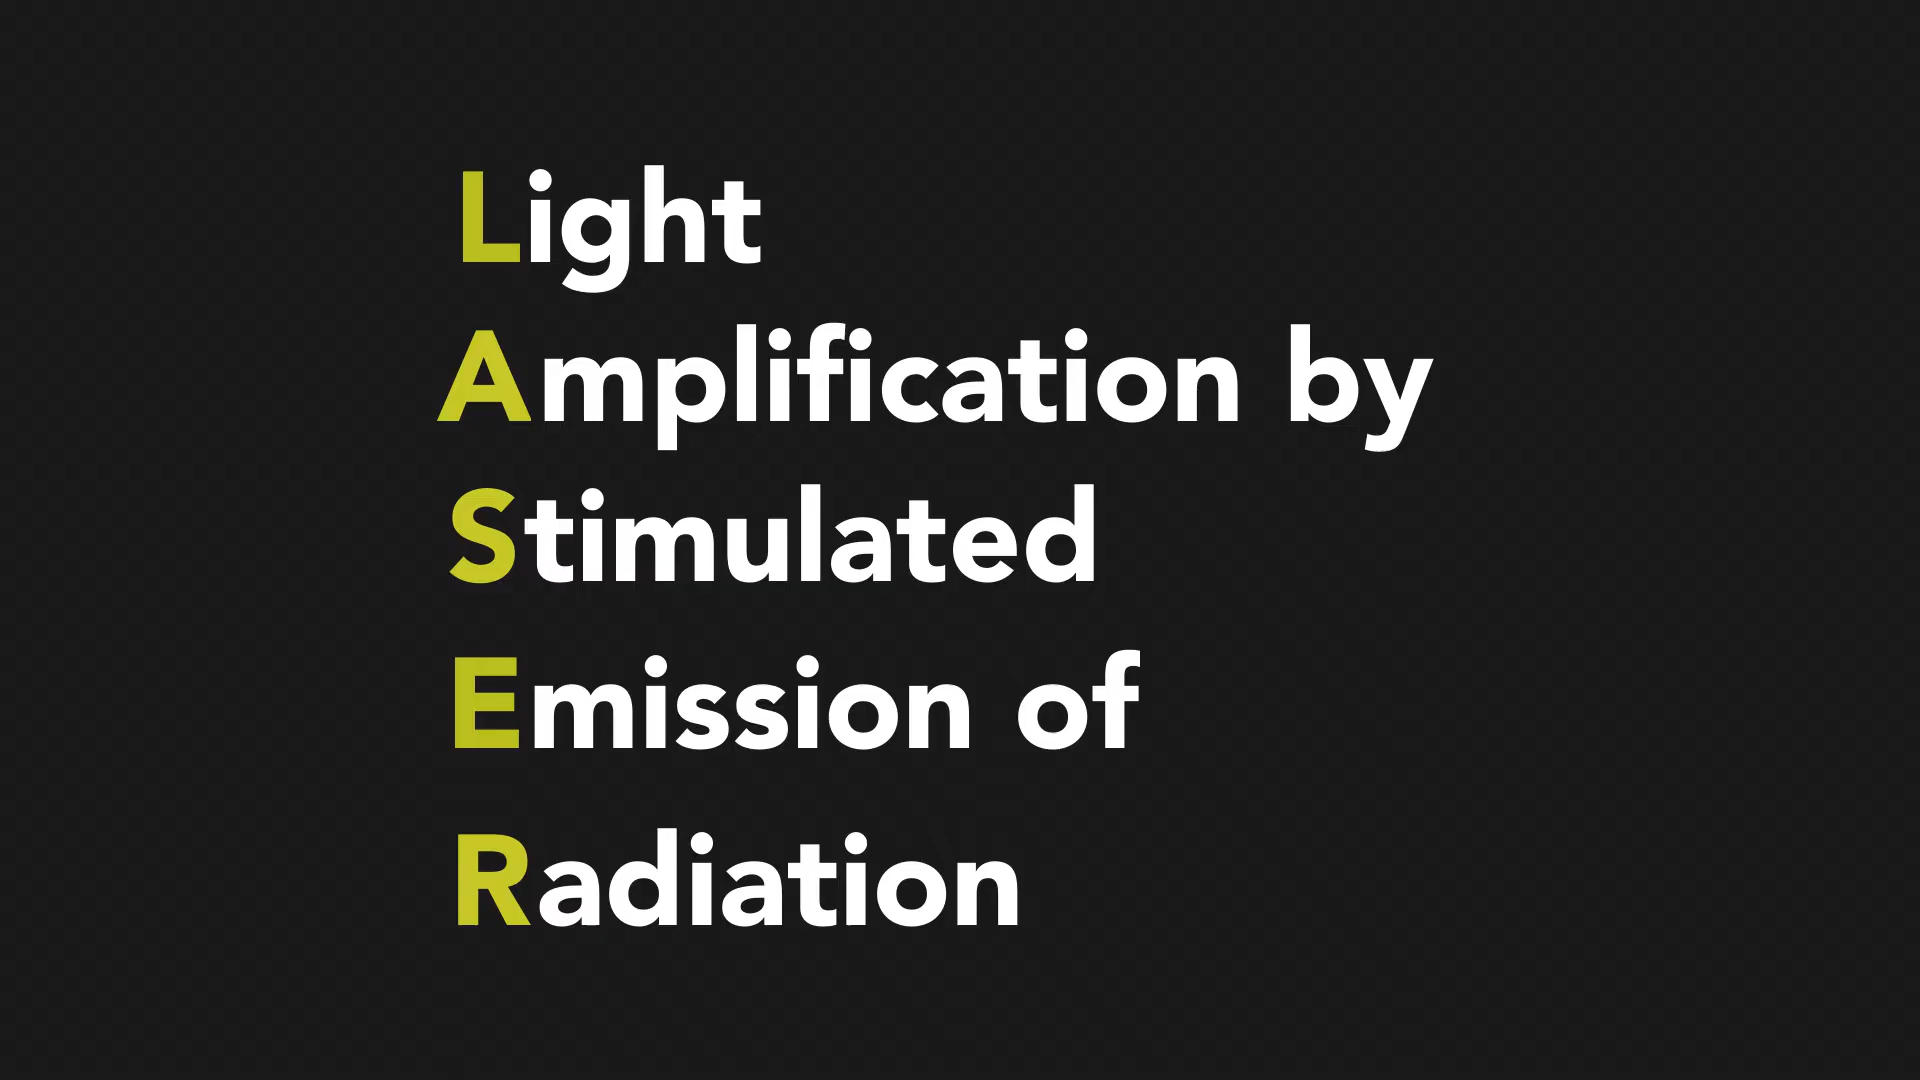 Light
Amplification by
Stimulated
Emission of
Radiation